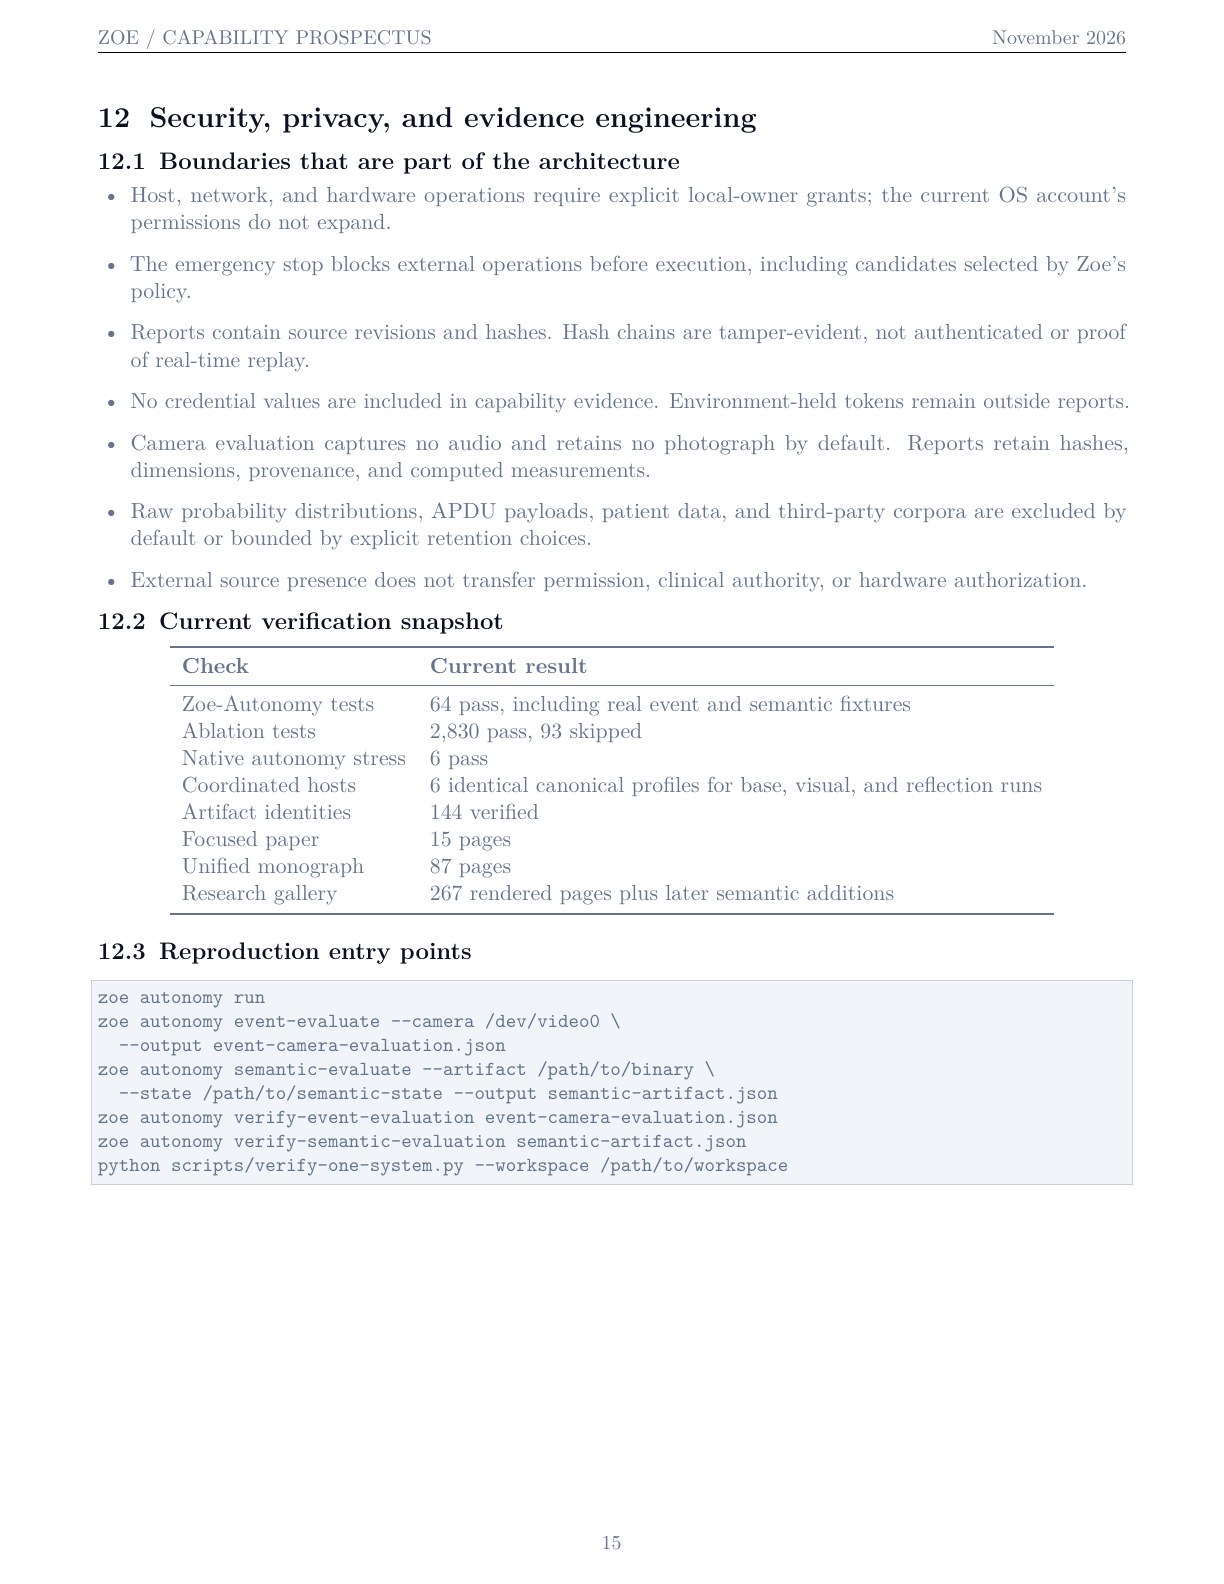 ZOE / CAPABILITY PROSPECTUS November 2026
12 Security, privacy, and evidence engineering
12.1 Boundaries that are part of the architecture
• Host, network, and hardware operations require explicit local-owner grants; the current OS account's
permissions do not expand.
• The emergency stop blocks external operations before execution, including candidates selected by Zoe's
policy.
• Reports contain source revisions and hashes. Hash chains are tamper-evident, not authenticated or proof
of real-time replay.
• No credential values are included in capability evidence. Environment-held tokens remain outside reports.
• Camera evaluation captures no audio and retains no photograph by default. Reports retain hashes,
dimensions, provenance, and computed measurements.
• Raw probability distributions, APDU payloads, patient data, and third-party corpora are excluded by
default or bounded by explicit retention choices.
• External source presence does not transfer permission, clinical authority, or hardware authorization.
12.2 Current verification snapshot
Check Current result
Zoe-Autonomy tests 64 pass, including real event and semantic fixtures
Ablation tests 2,830 pass, 93 skipped
Native autonomy stress 6 pass
Coordinated hosts 6 identical canonical profiles for base, visual, and reflection runs
Artifact identities 144 verified
Focused paper 15 pages
Unified monograph 87 pages
Research gallery 267 rendered pages plus later semantic additions
12.3 Reproduction entry points
zoe autonomy run
zoe autonomy event-evaluate --camera /dev/video0 \
  --output event-camera-evaluation.json
zoe autonomy semantic-evaluate --artifact /path/to/binary \
  --state /path/to/semantic-state --output semantic-artifact.json
zoe autonomy verify-event-evaluation event-camera-evaluation.json
zoe autonomy verify-semantic-evaluation semantic-artifact.json
python scripts/verify-one-system.py --workspace /path/to/workspace
15